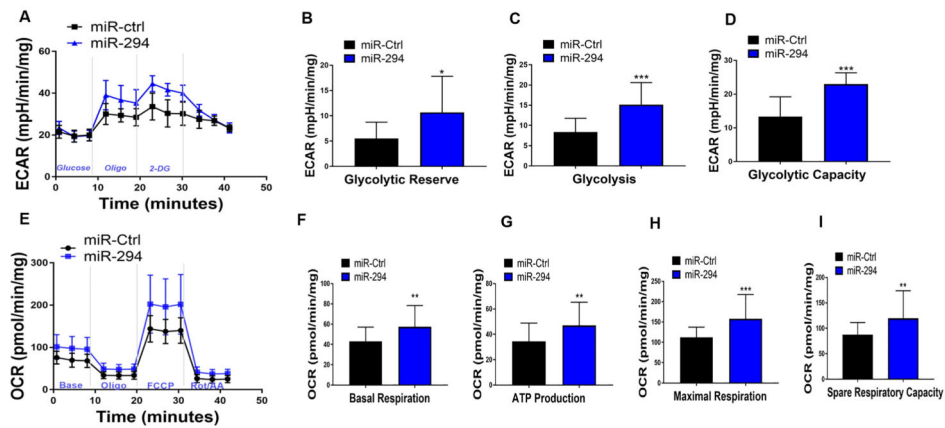 A
miR-ctrl
miR-294
ECAR (mpH/min/mg)
60
40
20
0
Glucose Oligo 2-DG
0 10 20 30 40 50
Time (minutes)
B
miR-Ctrl
miR-294
ECAR (mpH/min/mg)
20
15
10
5
0
*
Glycolytic Reserve
C
miR-Ctrl
miR-294
ECAR (mpH/min/mg)
25
20
15
10
5
0
***
Glycolysis
D
miR-Ctrl
miR-294
ECAR (mpH/min/mg)
30
20
10
0
***
Glycolytic Capacity
E
miR-Ctrl
miR-294
OCR (pmol/min/mg)
300
200
100
0
Base Oligo FCCP Rot/AA
0 10 20 30 40 50
Time (minutes)
F
miR-Ctrl
miR-294
OCR (pmol/min/mg)
100
80
60
40
20
0
**
Basal Respiration
G
miR-Ctrl
miR-294
OCR (pmol/min/mg)
100
80
60
40
20
0
**
ATP Production
H
miR-Ctrl
miR-294
OCR (pmol/min/mg)
250
200
150
100
50
0
***
Maximal Respiration
I
miR-Ctrl
miR-294
OCR (pmol/min/mg)
200
150
100
50
0
**
Spare Respiratory Capacity